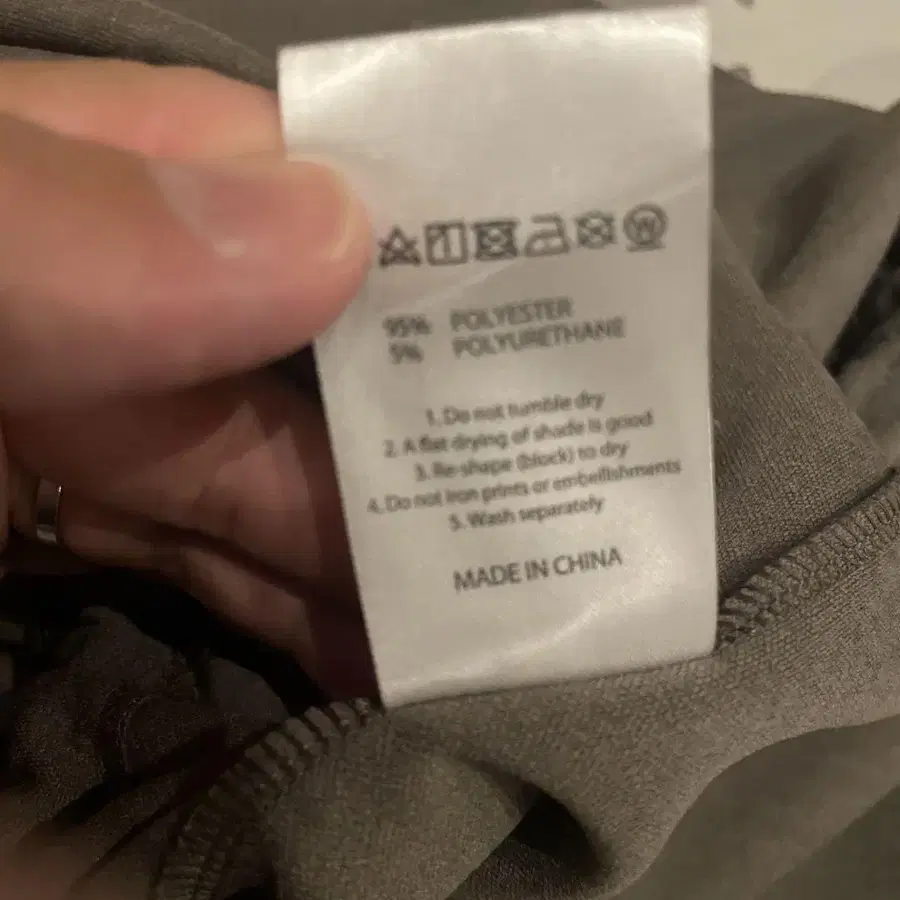 W
95% POLYESTER
5% POLYURETHANE
1. Do not tumble dry
2. A flat drying of shade is good
3. Re-shape (block) to dry
4. Do not iron prints or embellishments
5. Wash separately
MADE IN CHINA